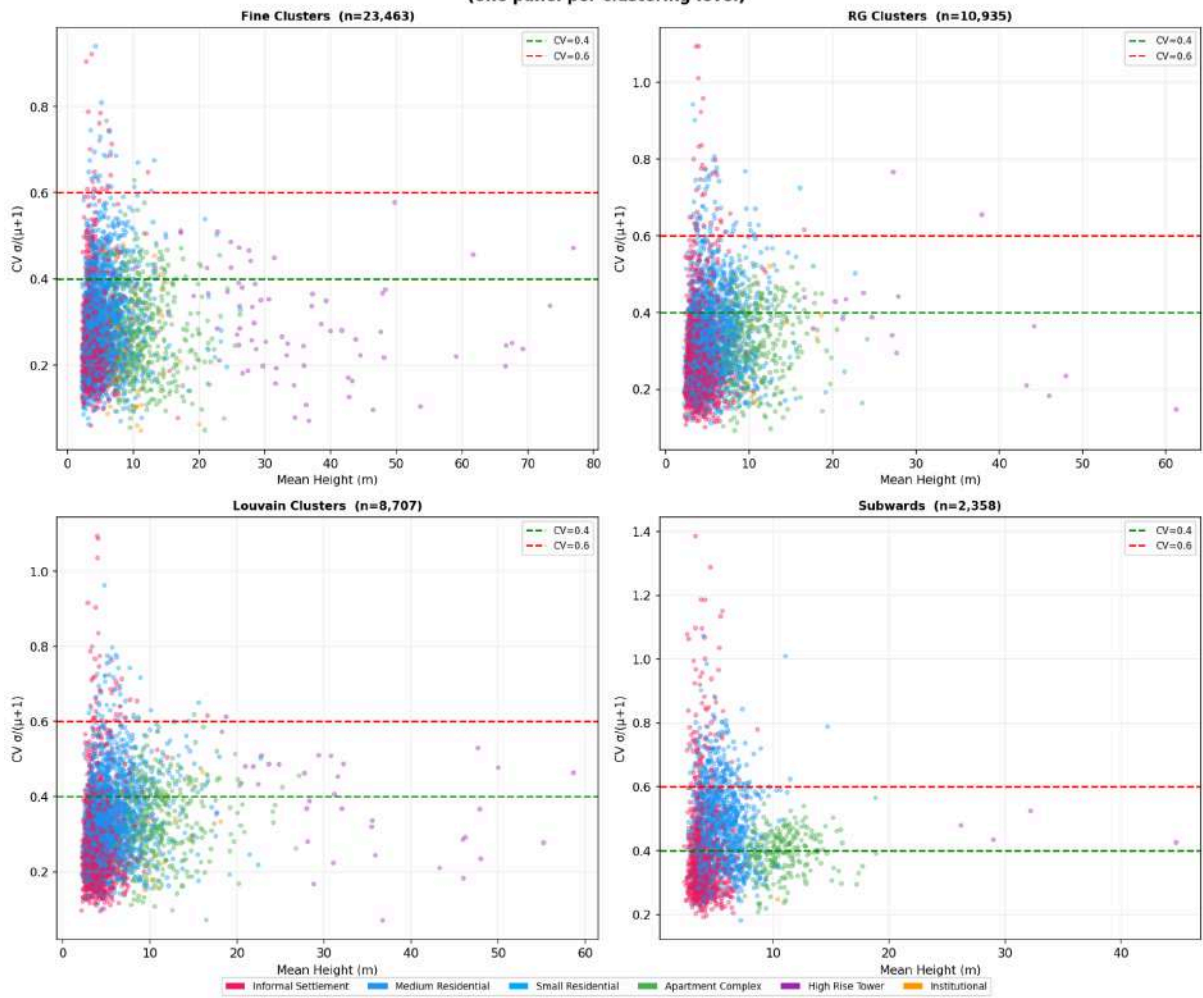 (one panel per clustering level)
Fine Clusters (n=23,463)
CV=0.4
CV=0.6
CV σ/(μ+1)
0.8
0.6
0.4
0.2
0 10 20 30 40 50 60 70 80
Mean Height (m)
RG Clusters (n=10,935)
CV=0.4
CV=0.6
CV σ/(μ+1)
1.0
0.8
0.6
0.4
0.2
0 10 20 30 40 50 60
Mean Height (m)
Louvain Clusters (n=8,707)
CV=0.4
CV=0.6
CV σ/(μ+1)
1.0
0.8
0.6
0.4
0.2
0 10 20 30 40 50 60
Mean Height (m)
Subwards (n=2,358)
CV=0.4
CV=0.6
CV σ/(μ+1)
1.4
1.2
1.0
0.8
0.6
0.4
0.2
10 20 30 40
Mean Height (m)
Informal Settlement Medium Residential Small Residential Apartment Complex High Rise Tower Institutional